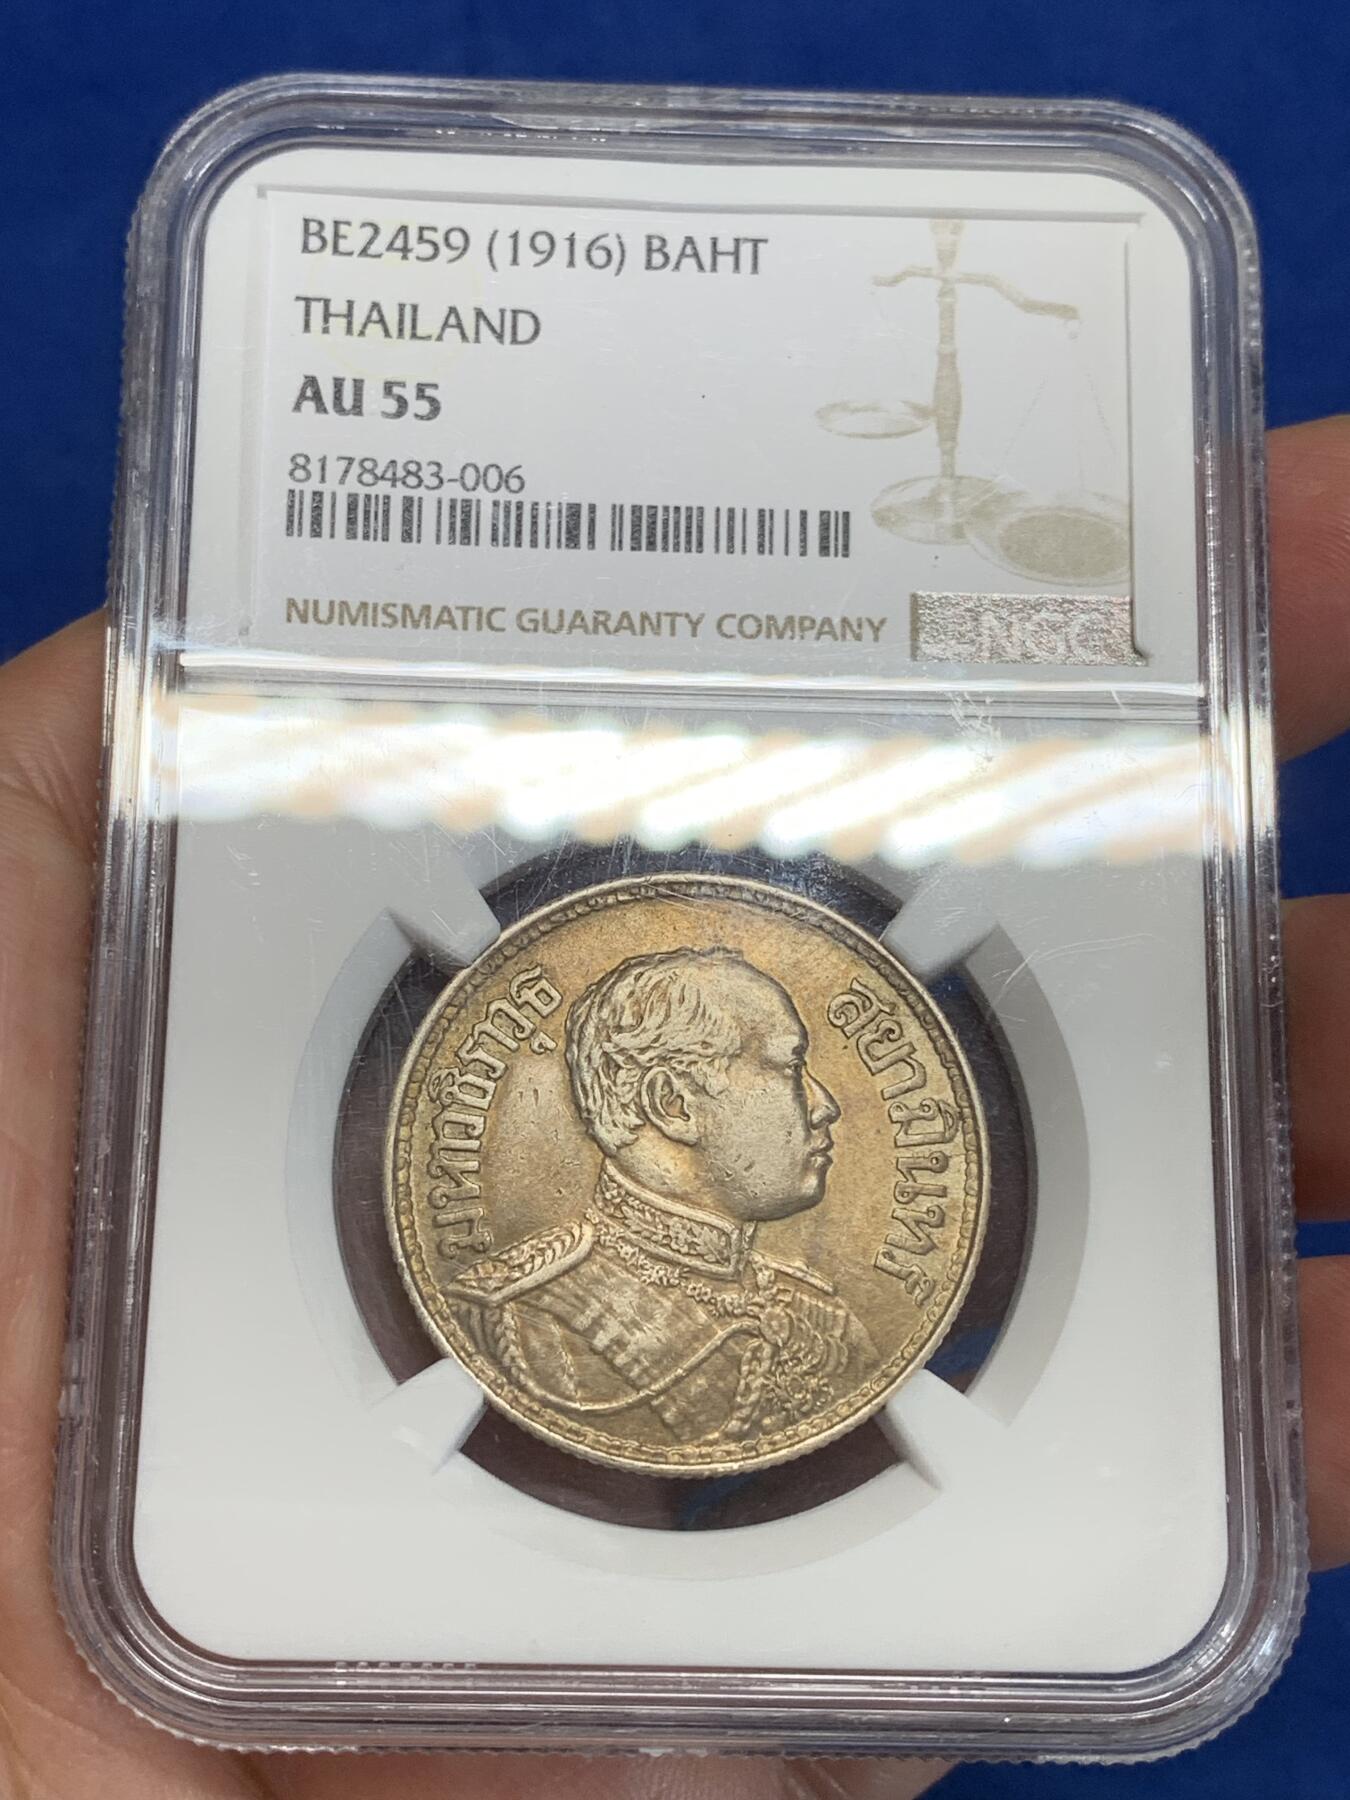 BE2459 (1916) BAHT
THAILAND
AU 55
8178483-006
NUMISMATIC GUARANTY COMPANY
NGC
มหาวชิราวุธ
สยามินทร์